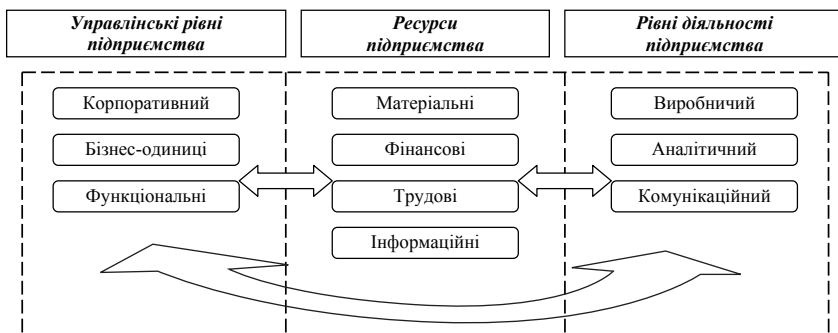 Управлінські рівні
підприємства
Ресурси
підприємства
Рівні діяльності
підприємства
Корпоративний
Бізнес-одиниці
Функціональні
Матеріальні
Фінансові
Трудові
Інформаційні
Виробничий
Аналітичний
Комунікаційний